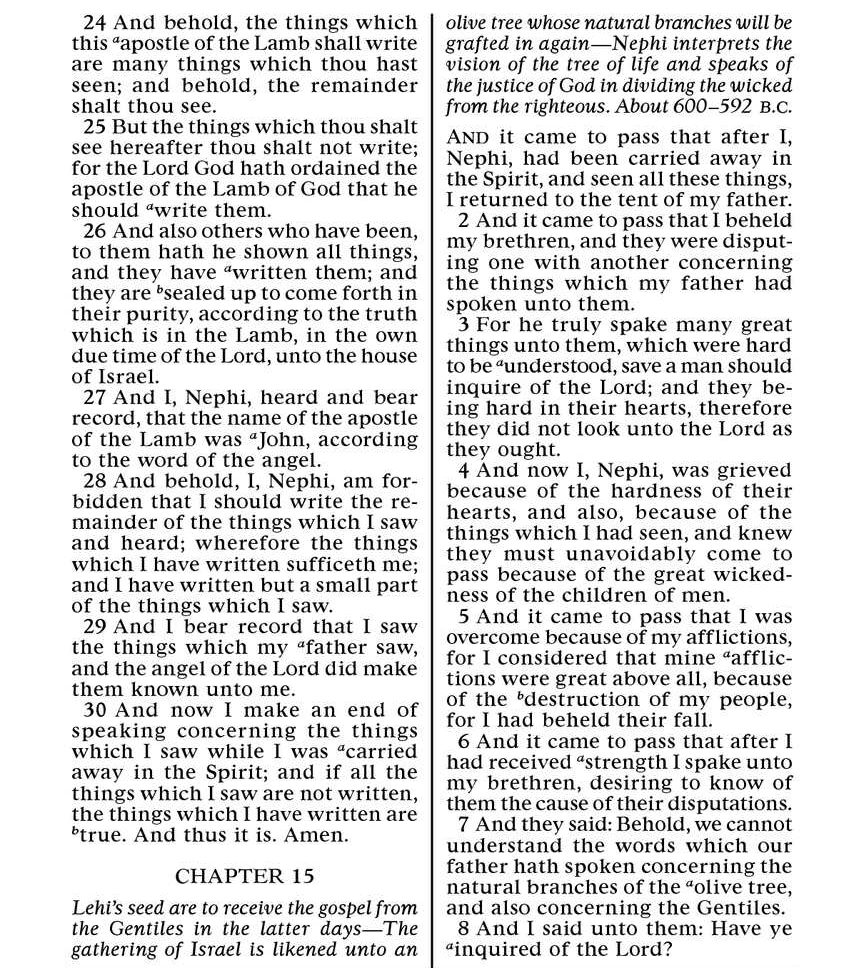 24 And behold, the things which
this ᵃapostle of the Lamb shall write
are many things which thou hast
seen; and behold, the remainder
shalt thou see.
25 But the things which thou shalt
see hereafter thou shalt not write;
for the Lord God hath ordained the
apostle of the Lamb of God that he
should ᵃwrite them.
26 And also others who have been,
to them hath he shown all things,
and they have ᵃwritten them; and
they are ᵇsealed up to come forth in
their purity, according to the truth
which is in the Lamb, in the own
due time of the Lord, unto the house
of Israel.
27 And I, Nephi, heard and bear
record, that the name of the apostle
of the Lamb was ᵃJohn, according
to the word of the angel.
28 And behold, I, Nephi, am for-
bidden that I should write the re-
mainder of the things which I saw
and heard; wherefore the things
which I have written sufficeth me;
and I have written but a small part
of the things which I saw.
29 And I bear record that I saw
the things which my ᵃfather saw,
and the angel of the Lord did make
them known unto me.
30 And now I make an end of
speaking concerning the things
which I saw while I was ᵃcarried
away in the Spirit; and if all the
things which I saw are not written,
the things which I have written are
ᵇtrue. And thus it is. Amen.
CHAPTER 15
Lehi’s seed are to receive the gospel from
the Gentiles in the latter days—The
gathering of Israel is likened unto an
olive tree whose natural branches will be
grafted in again—Nephi interprets the
vision of the tree of life and speaks of
the justice of God in dividing the wicked
from the righteous. About 600–592 B.C.
AND it came to pass that after I,
Nephi, had been carried away in
the Spirit, and seen all these things,
I returned to the tent of my father.
2 And it came to pass that I beheld
my brethren, and they were disput-
ing one with another concerning
the things which my father had
spoken unto them.
3 For he truly spake many great
things unto them, which were hard
to be ᵃunderstood, save a man should
inquire of the Lord; and they be-
ing hard in their hearts, therefore
they did not look unto the Lord as
they ought.
4 And now I, Nephi, was grieved
because of the hardness of their
hearts, and also, because of the
things which I had seen, and knew
they must unavoidably come to
pass because of the great wicked-
ness of the children of men.
5 And it came to pass that I was
overcome because of my afflictions,
for I considered that mine ᵃafflic-
tions were great above all, because
of the ᵇdestruction of my people,
for I had beheld their fall.
6 And it came to pass that after I
had received ᵃstrength I spake unto
my brethren, desiring to know of
them the cause of their disputations.
7 And they said: Behold, we cannot
understand the words which our
father hath spoken concerning the
natural branches of the ᵃolive tree,
and also concerning the Gentiles.
8 And I said unto them: Have ye
ᵃinquired of the Lord?